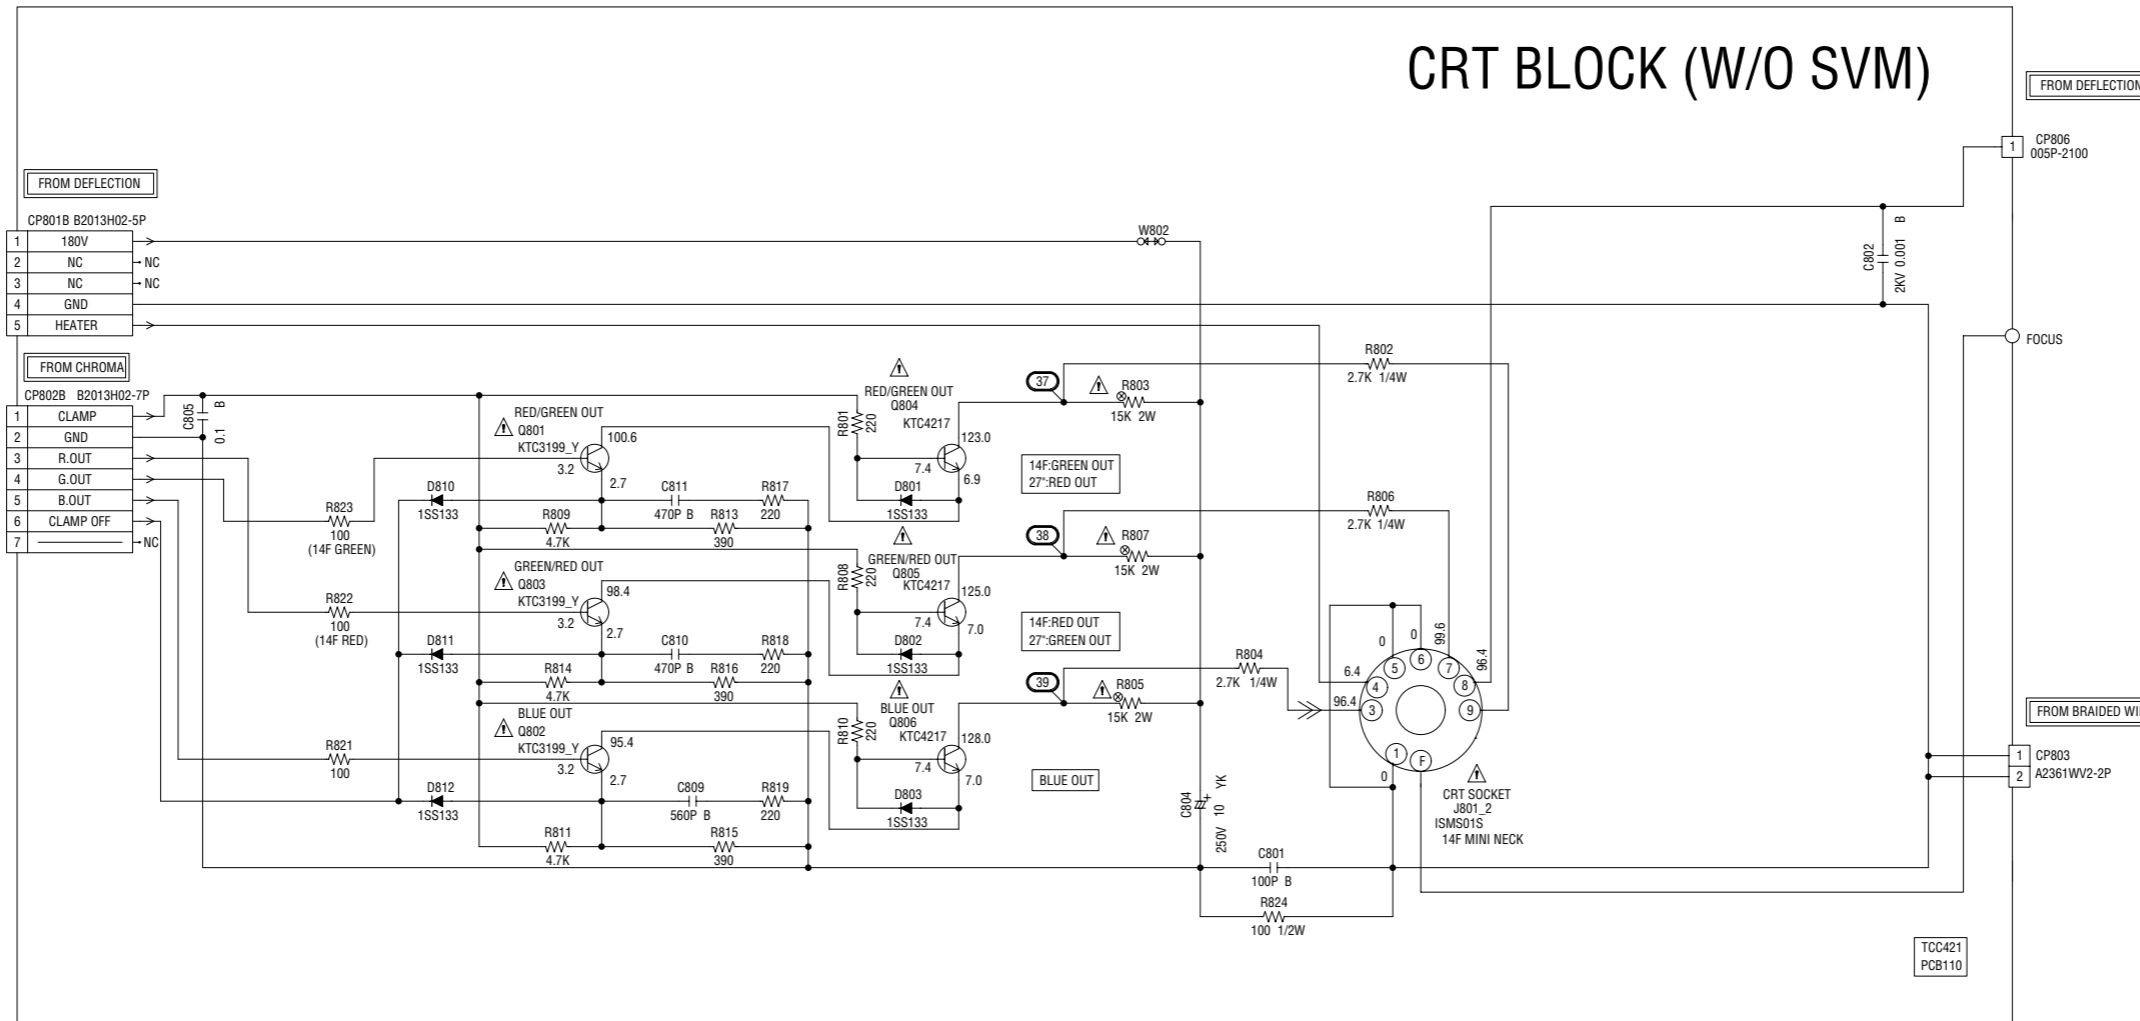 CRT BLOCK (W/O SVM)
FROM DEFLECTION
CP806
005P-2100
1
FROM DEFLECTION
CP801B B2013H02-5P
1 180V
2 NC NC
3 NC NC
4 GND
5 HEATER
W802
C802
2KV 0.001 B
FOCUS
FROM CHROMA
CP802B B2013H02-7P
1 CLAMP
2 GND
3 R.OUT
4 G.OUT
5 B.OUT
6 CLAMP OFF
7 NC
C805
0.1 B
R823
100
(14F GREEN)
R822
100
(14F RED)
R821
100
D810
1SS133
D811
1SS133
D812
1SS133
RED/GREEN OUT
Q801
KTC3199_Y
100.6
3.2
2.7
C811
470P B
R817
220
R809
4.7K
R813
390
GREEN/RED OUT
Q803
KTC3199_Y
98.4
3.2
2.7
C810
470P B
R818
220
R814
4.7K
R816
390
BLUE OUT
Q802
KTC3199_Y
95.4
3.2
2.7
C809
560P B
R819
220
R811
4.7K
R815
390
RED/GREEN OUT
Q804
KTC4217
R801
220
123.0
7.4
6.9
D801
1SS133
GREEN/RED OUT
Q805
KTC4217
R808
220
125.0
7.4
7.0
D802
1SS133
BLUE OUT
Q806
KTC4217
R810
220
128.0
7.4
7.0
D803
1SS133
37
R803
15K 2W
R802
2.7K 1/4W
14F:GREEN OUT
27":RED OUT
38
R807
15K 2W
R806
2.7K 1/4W
14F:RED OUT
27":GREEN OUT
39
R805
15K 2W
R804
2.7K 1/4W
BLUE OUT
C804
+
250V 10 YK
C801
100P B
R824
100 1/2W
0
0
99.6
96.4
6.4
96.4
0
5
6
7
8
4
3
9
1
F
CRT SOCKET
J801_2
ISMS01S
14F MINI NECK
FROM BRAIDED WI
1 CP803
2 A2361WV2-2P
TCC421
PCB110